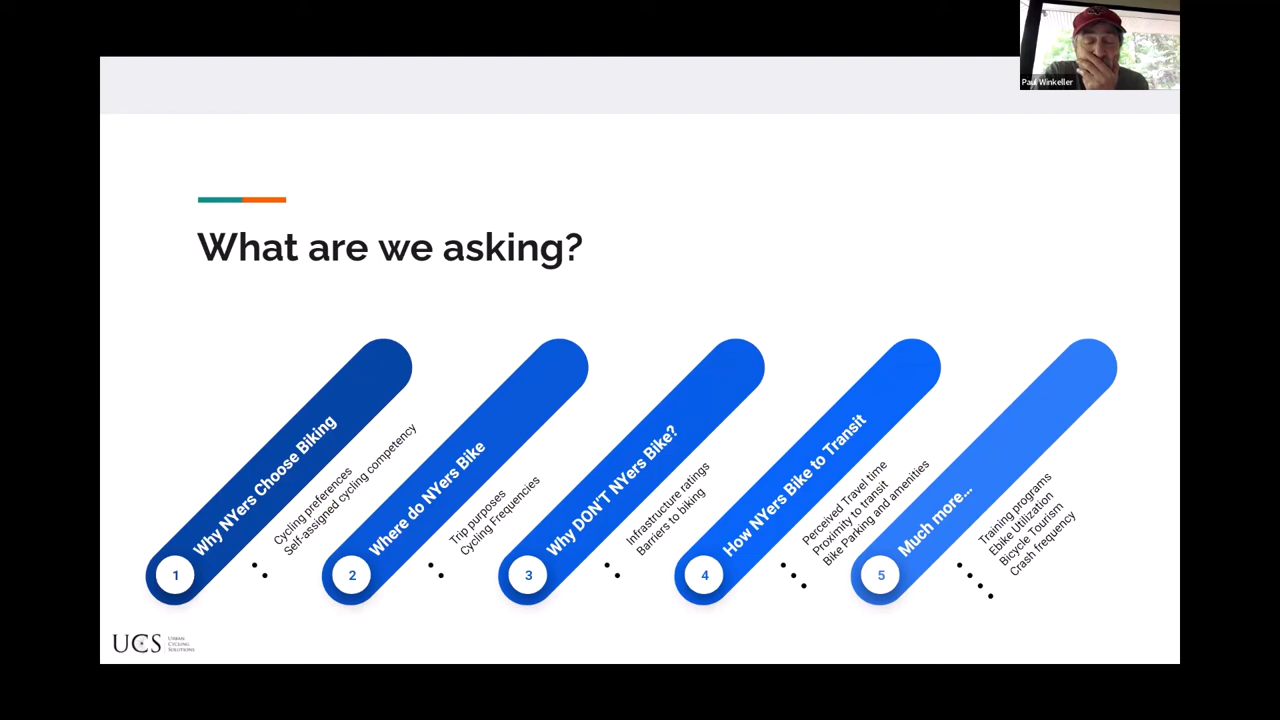 Paul Winkeller
What are we asking?
1
Why NYers Choose Biking
Cycling preferences
Self-assigned cycling competency
2
Where do NYers Bike
Trip purposes
Cycling Frequencies
3
Why DON'T NYers Bike?
Infrastructure ratings
Barriers to biking
4
How NYers Bike to Transit
Perceived Travel time
Proximity to transit
Bike Parking and amenities
5
Much more...
Training programs
Ebike Utilization
Bicycle Tourism
Crash frequency
UCS
URBAN
CYCLING
SOLUTIONS